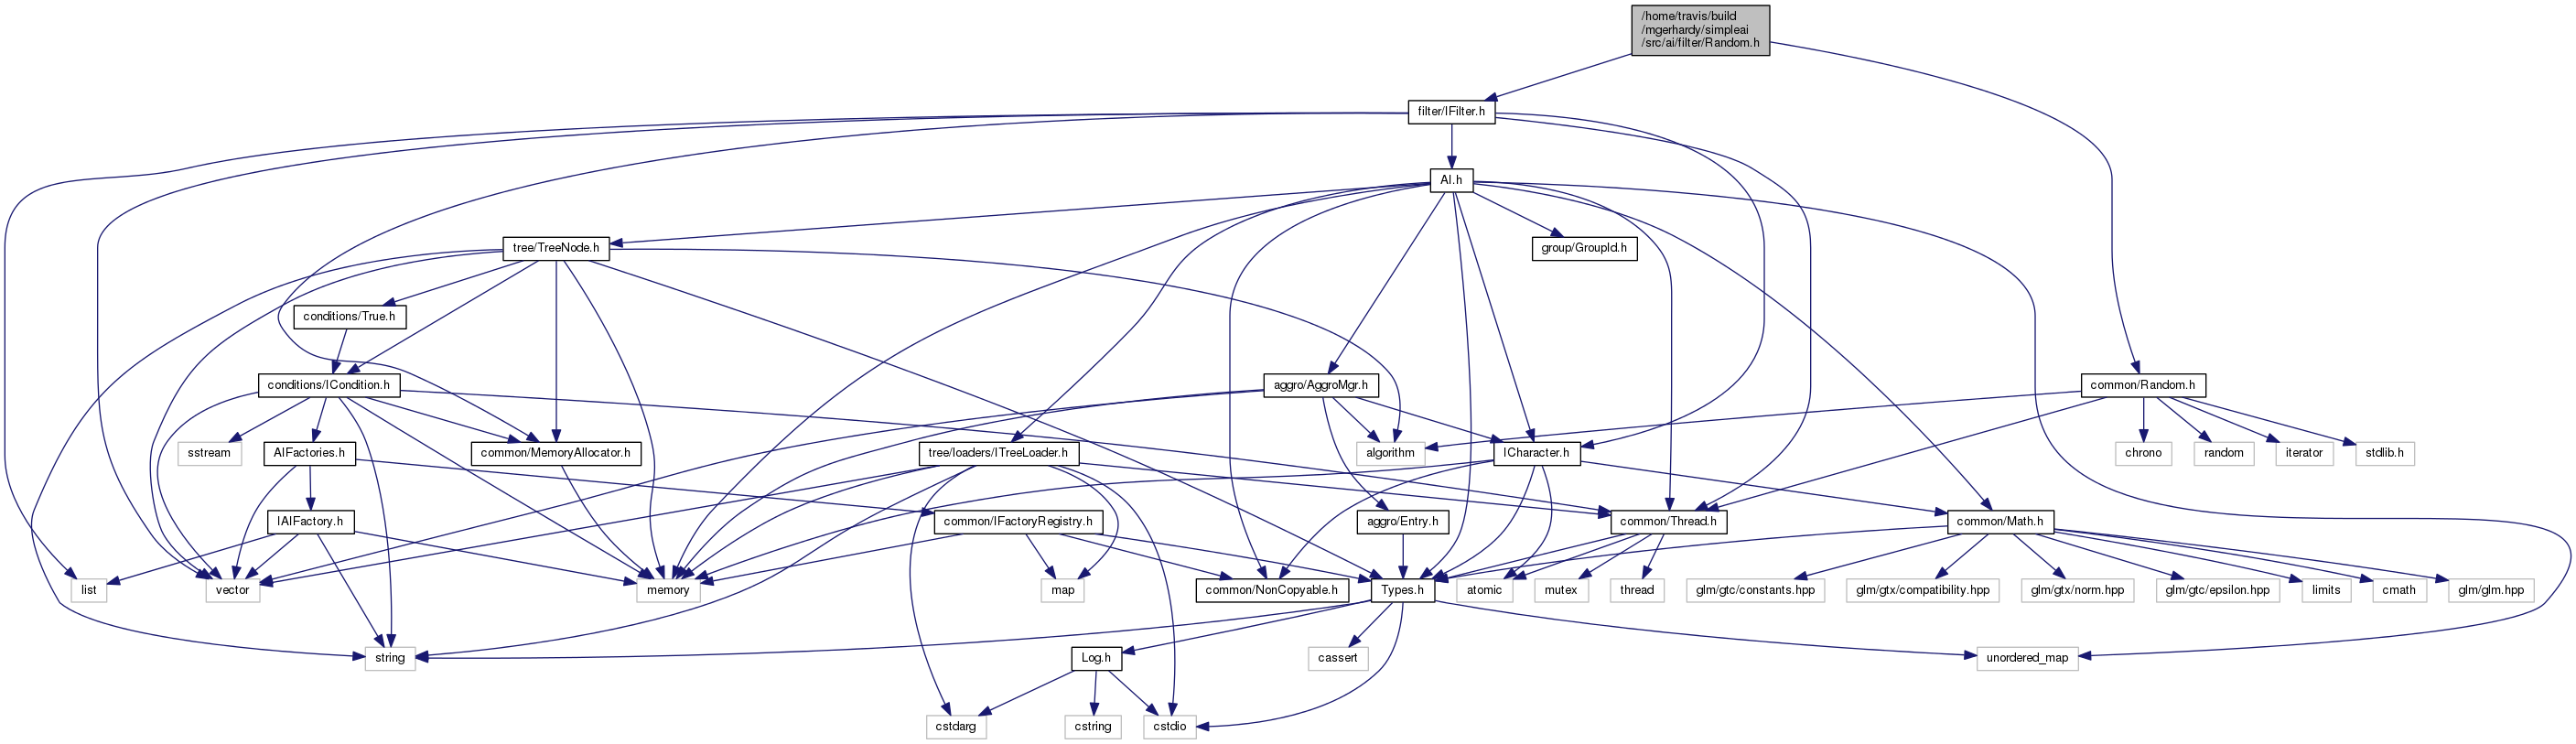 /home/travis/build
/mgerhardy/simpleai
/src/ai/filter/Random.h
filter/IFilter.h
AI.h
tree/TreeNode.h
group/GroupId.h
conditions/True.h
conditions/ICondition.h
aggro/AggroMgr.h
common/Random.h
sstream
AIFactories.h
common/MemoryAllocator.h
tree/loaders/ITreeLoader.h
algorithm
ICharacter.h
chrono
random
iterator
stdlib.h
IAIFactory.h
common/IFactoryRegistry.h
aggro/Entry.h
common/Thread.h
common/Math.h
list
vector
memory
map
common/NonCopyable.h
Types.h
atomic
mutex
thread
glm/gtc/constants.hpp
glm/gtx/compatibility.hpp
glm/gtx/norm.hpp
glm/gtc/epsilon.hpp
limits
cmath
glm/glm.hpp
string
Log.h
cassert
unordered_map
cstdarg
cstring
cstdio